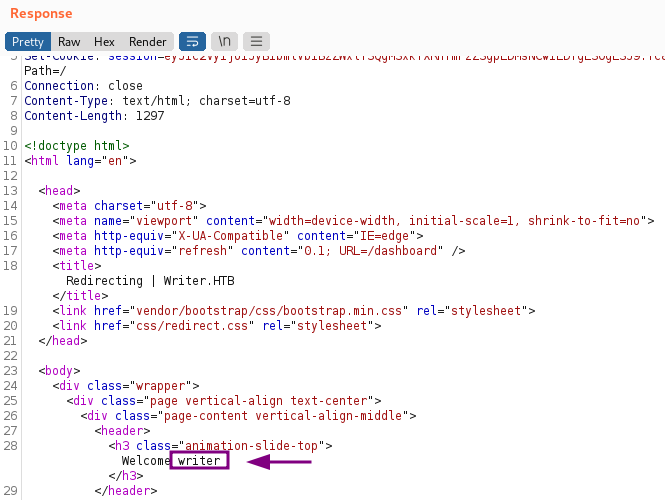 Response
Pretty Raw Hex Render \n
5
Path=/
6 Connection: close
7 Content-Type: text/html; charset=utf-8
8 Content-Length: 1297
9
10 <!doctype html>
11 <html lang="en">
12
13 <head>
14 <meta charset="utf-8">
15 <meta name="viewport" content="width=device-width, initial-scale=1, shrink-to-fit=no">
16 <meta http-equiv="X-UA-Compatible" content="IE=edge">
17 <meta http-equiv="refresh" content="0.1; URL=/dashboard" />
18 <title>
Redirecting | Writer.HTB
</title>
19 <link href="vendor/bootstrap/css/bootstrap.min.css" rel="stylesheet">
20 <link href="css/redirect.css" rel="stylesheet">
21 </head>
22
23 <body>
24 <div class="wrapper">
25 <div class="page vertical-align text-center">
26 <div class="page-content vertical-align-middle">
27 <header>
28 <h3 class="animation-slide-top">
Welcome writer
</h3>
29 </header>